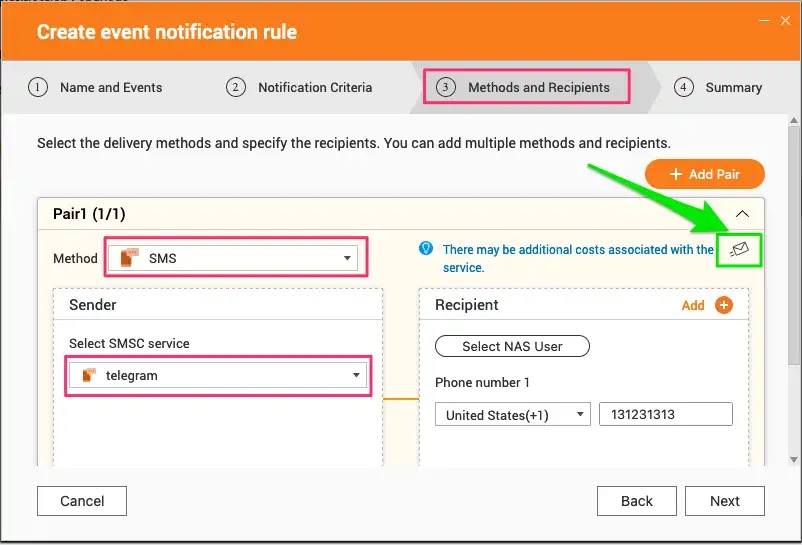 Create event notification rule
1 Name and Events
2 Notification Criteria
3 Methods and Recipients
4 Summary
Select the delivery methods and specify the recipients. You can add multiple methods and recipients.
+ Add Pair
Pair1 (1/1)
Method
SMS
There may be additional costs associated with the
service.
Sender
Select SMSC service
telegram
Recipient
Add
Select NAS User
Phone number 1
United States(+1)
131231313
Cancel
Back
Next